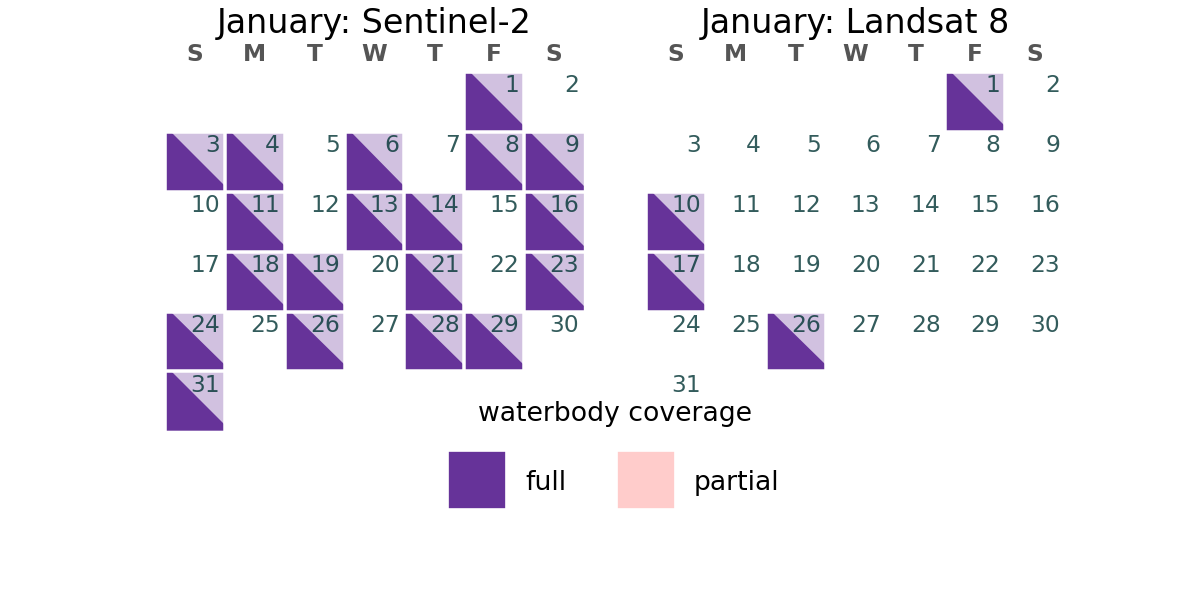 January: Sentinel-2
S M T W T F S
1 2
3 4 5 6 7 8 9
10 11 12 13 14 15 16
17 18 19 20 21 22 23
24 25 26 27 28 29 30
31
January: Landsat 8
S M T W T F S
1 2
3 4 5 6 7 8 9
10 11 12 13 14 15 16
17 18 19 20 21 22 23
24 25 26 27 28 29 30
31
waterbody coverage
full
partial